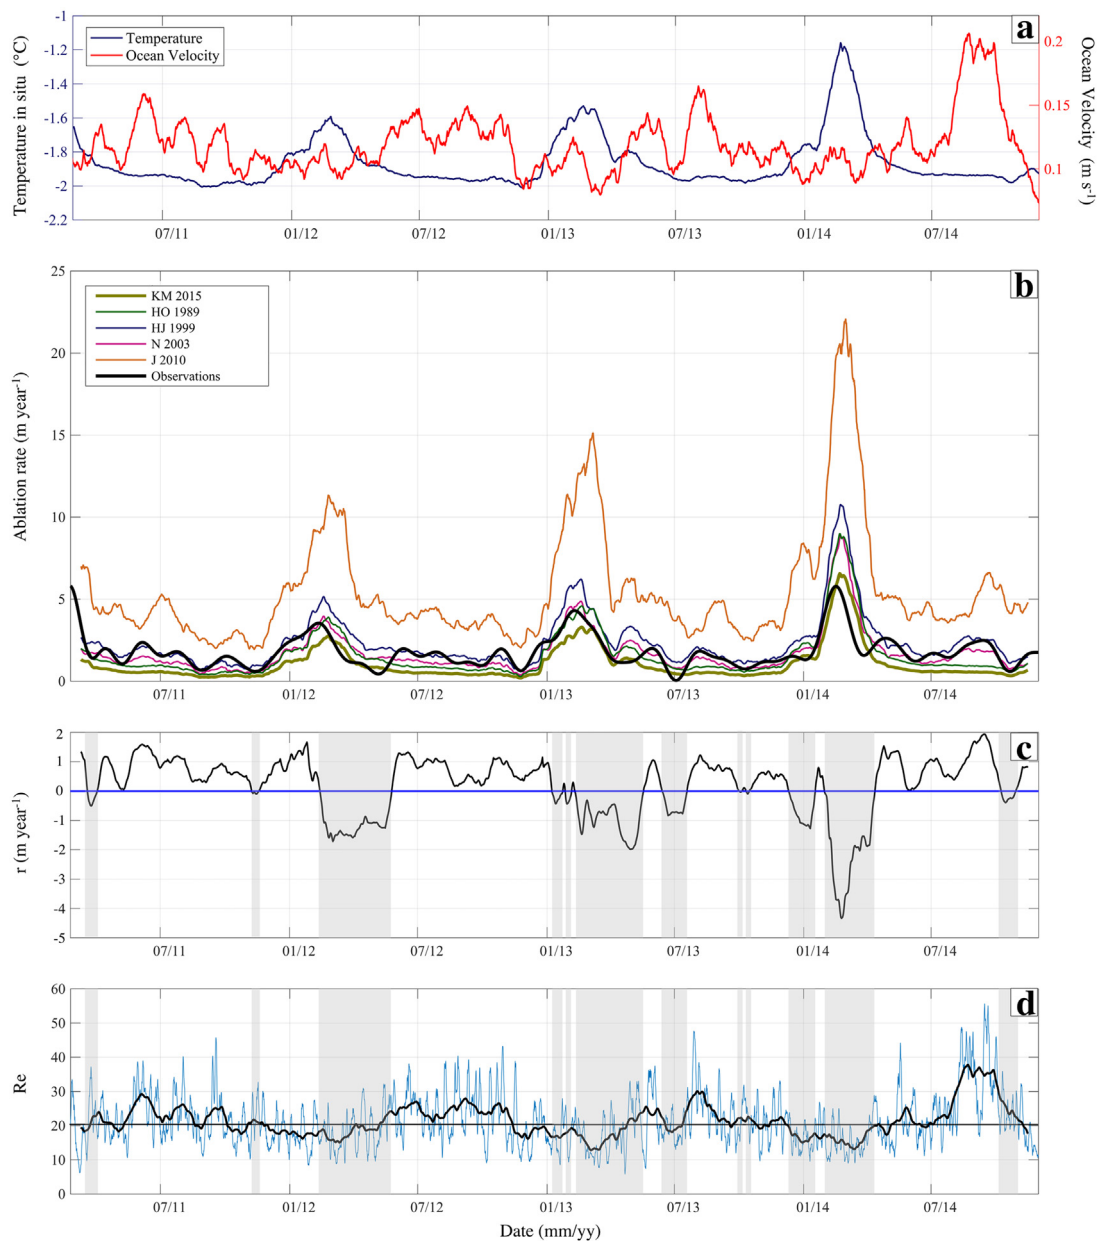 a
Temperature
Ocean Velocity
Temperature in situ (°C)
-1
-1.2
-1.4
-1.6
-1.8
-2
-2.2
0.2
0.15
0.1
Ocean Velocity (m s-1)
07/11 01/12 07/12 01/13 07/13 01/14 07/14
b
KM 2015
HO 1989
HJ 1999
N 2003
J 2010
Observations
Ablation rate (m year-1)
25
20
15
10
5
0
07/11 01/12 07/12 01/13 07/13 01/14 07/14
c
r (m year-1)
2
1
0
-1
-2
-3
-4
-5
07/11 01/12 07/12 01/13 07/13 01/14 07/14
d
Re
60
50
40
30
20
10
0
07/11 01/12 07/12 01/13 07/13 01/14 07/14
Date (mm/yy)